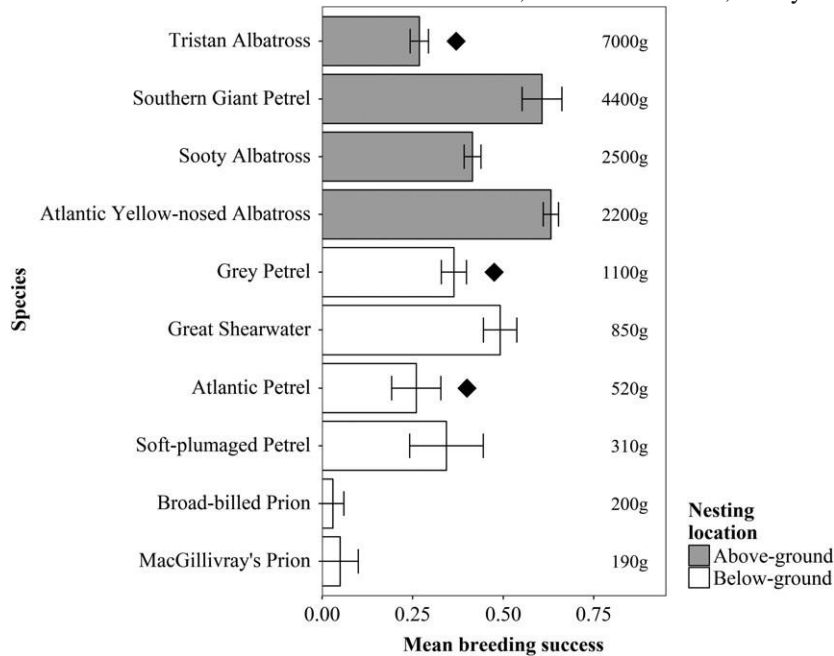 Tristan Albatross 7000g
Southern Giant Petrel 4400g
Sooty Albatross 2500g
Atlantic Yellow-nosed Albatross 2200g
Grey Petrel 1100g
Great Shearwater 850g
Atlantic Petrel 520g
Soft-plumaged Petrel 310g
Broad-billed Prion 200g
MacGillivray's Prion 190g
Species
0.00 0.25 0.50 0.75
Mean breeding success
Nesting
location
Above-ground
Below-ground